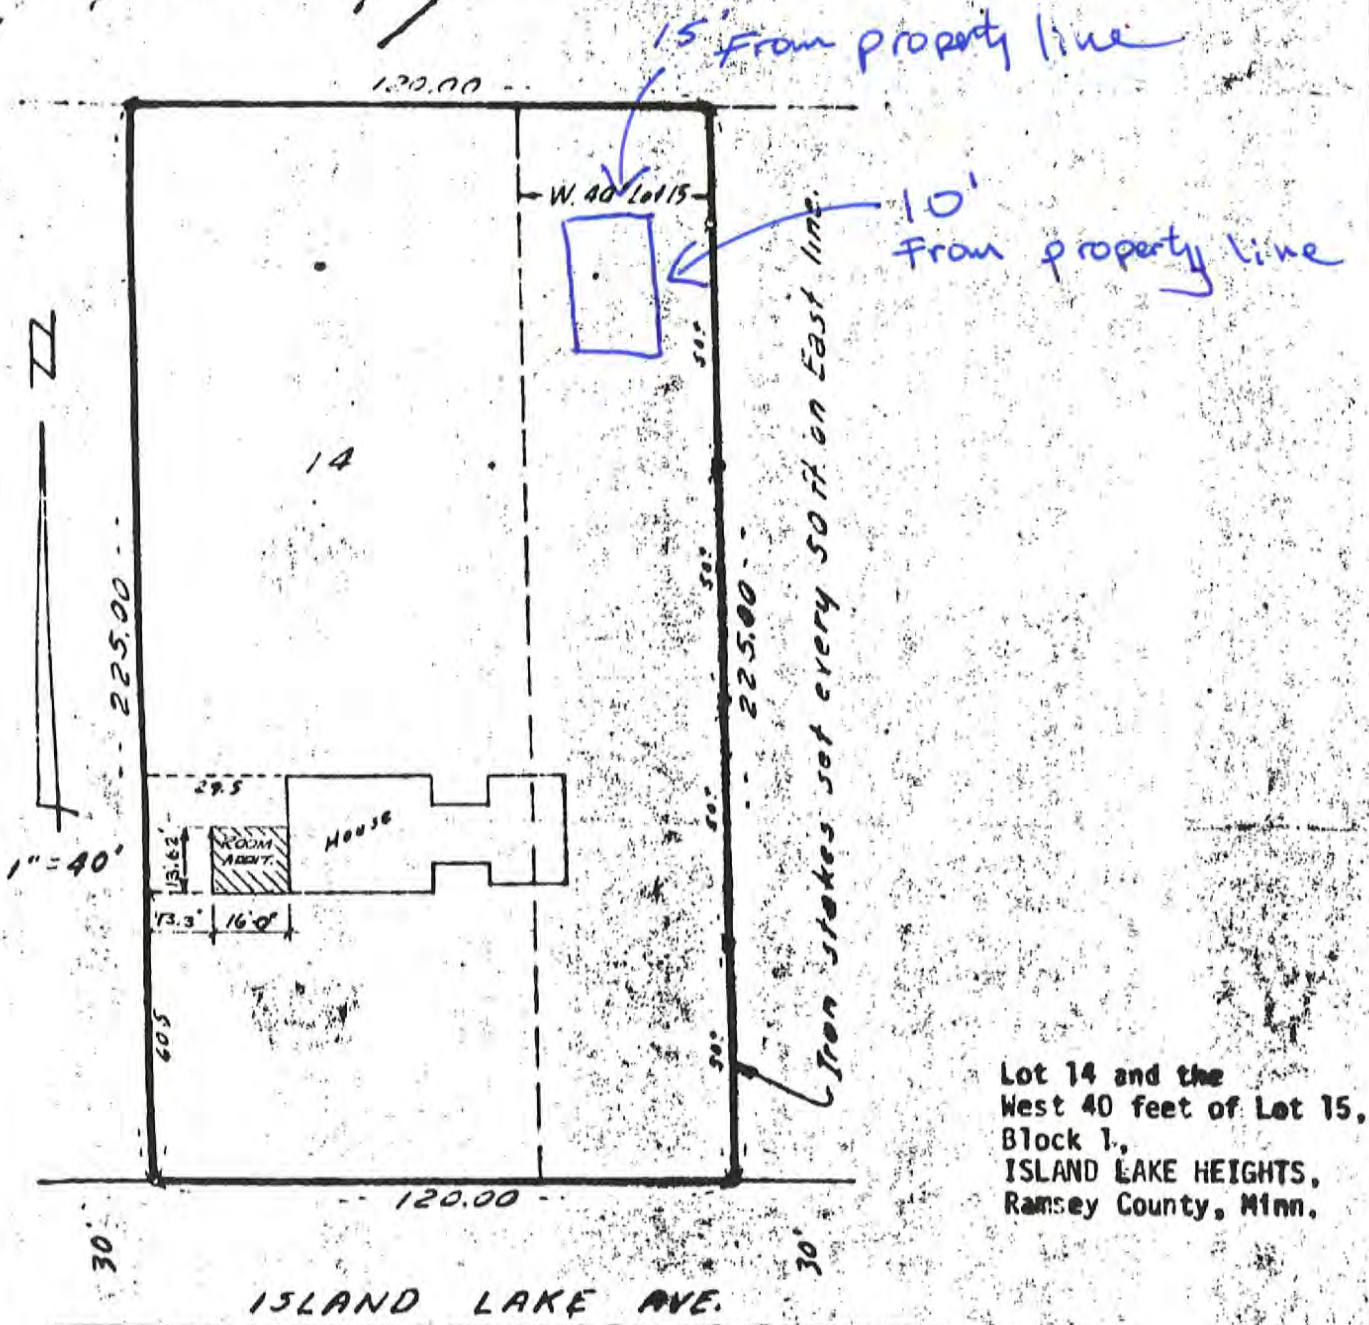 15' From property line
120.00
W. 40' Lot 15
10'
From property line
N
50.
14
225.00
50.
225.00
Iron stakes set every 50 ft on East line.
29.5
House
ROOM
ADDIT.
13.62'
1" = 40'
50.
13.3' 16.0'
60.5
50.
Lot 14 and the
West 40 feet of Lot 15,
Block 1,
ISLAND LAKE HEIGHTS,
Ramsey County, Minn.
120.00
30'
30'
ISLAND LAKE AVE.